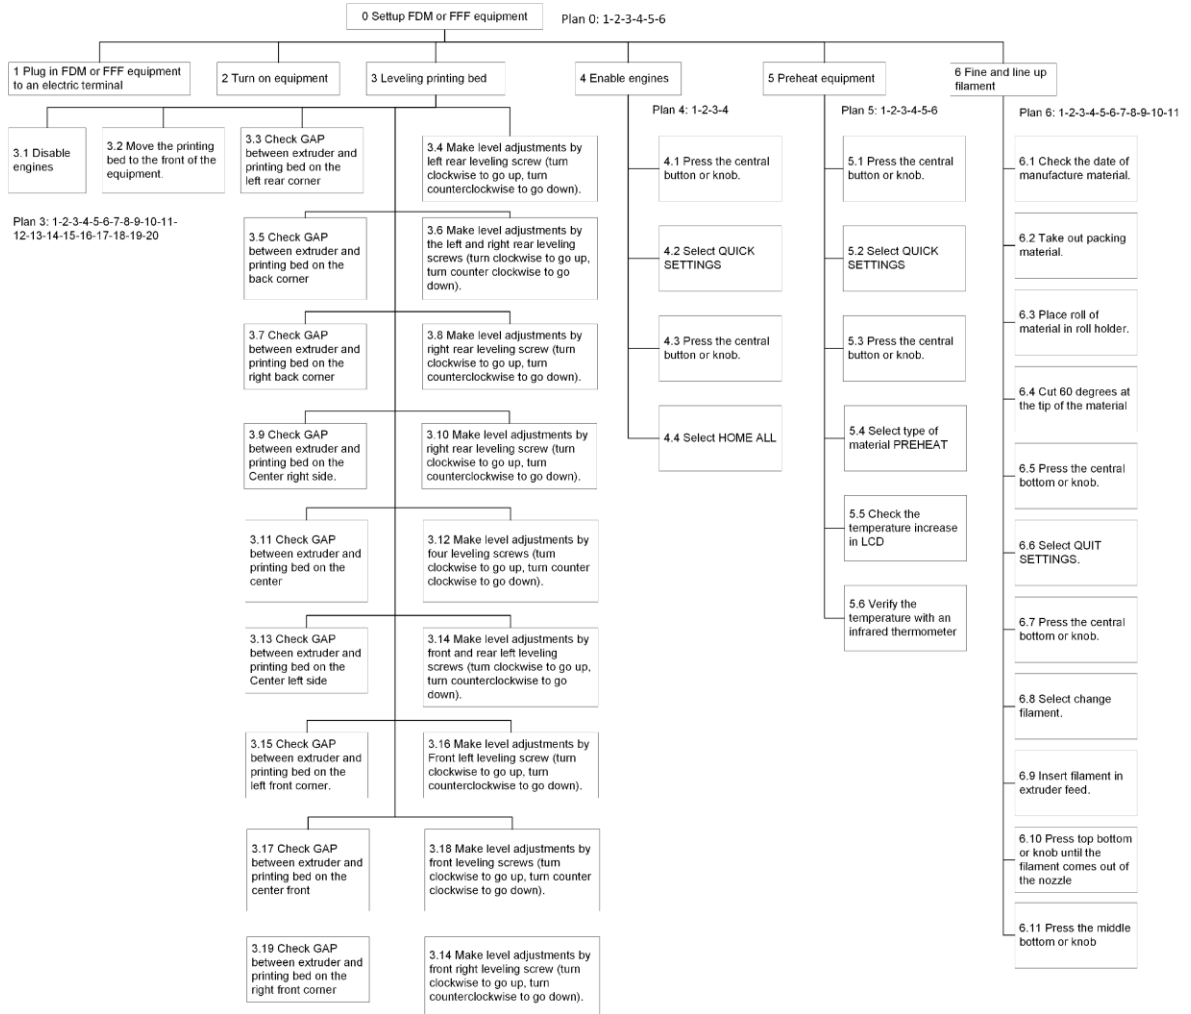 0 Settup FDM or FFF equipment
Plan 0: 1-2-3-4-5-6
1 Plug in FDM or FFF equipment
to an electric terminal
2 Turn on equipment
3 Leveling printing bed
4 Enable engines
5 Preheat equipment
6 Fine and line up
filament
3.1 Disable
engines
3.2 Move the printing
bed to the front of the
equipment.
3.3 Check GAP
between extruder and
printing bed on the
left rear corner
3.4 Make level adjustments by
left rear leveling screw (turn
clockwise to go up, turn
counterclockwise to go down).
Plan 3: 1-2-3-4-5-6-7-8-9-10-11-
12-13-14-15-16-17-18-19-20
3.5 Check GAP
between extruder and
printing bed on the
back corner
3.6 Make level adjustments by
the left and right rear leveling
screws (turn clockwise to go up,
turn counter clockwise to go
down).
3.7 Check GAP
between extruder and
printing bed on the
right back corner
3.8 Make level adjustments by
right rear leveling screw (turn
clockwise to go up, turn
counterclockwise to go down).
3.9 Check GAP
between extruder and
printing bed on the
Center right side.
3.10 Make level adjustments by
right rear leveling screw (turn
clockwise to go up, turn
counterclockwise to go down).
3.11 Check GAP
between extruder and
printing bed on the
center
3.12 Make level adjustments by
four leveling screws (turn
clockwise to go up, turn counter
clockwise to go down).
3.13 Check GAP
between extruder and
printing bed on the
Center left side
3.14 Make level adjustments by
front and rear left leveling
screws (turn clockwise to go up,
turn counterclockwise to go
down).
3.15 Check GAP
between extruder and
printing bed on the
left front corner.
3.16 Make level adjustments by
Front left leveling screw (turn
clockwise to go up, turn
counterclockwise to go down).
3.17 Check GAP
between extruder and
printing bed on the
center front
3.18 Make level adjustments by
front leveling screws (turn
clockwise to go up, turn counter
clockwise to go down).
3.19 Check GAP
between extruder and
printing bed on the
right front corner
3.14 Make level adjustments by
front right leveling screw (turn
clockwise to go up, turn
counterclockwise to go down).
Plan 4: 1-2-3-4
4.1 Press the central
button or knob.
4.2 Select QUICK
SETTINGS
4.3 Press the central
button or knob.
4.4 Select HOME ALL
Plan 5: 1-2-3-4-5-6
5.1 Press the central
button or knob.
5.2 Select QUICK
SETTINGS
5.3 Press the central
button or knob.
5.4 Select type of
material PREHEAT
5.5 Check the
temperature increase
in LCD
5.6 Verify the
temperature with an
infrared thermometer
Plan 6: 1-2-3-4-5-6-7-8-9-10-11
6.1 Check the date of
manufacture material.
6.2 Take out packing
material.
6.3 Place roll of
material in roll holder.
6.4 Cut 60 degrees at
the tip of the material
6.5 Press the central
bottom or knob.
6.6 Select QUIT
SETTINGS.
6.7 Press the central
bottom or knob.
6.8 Select change
filament.
6.9 Insert filament in
extruder feed.
6.10 Press top bottom
or knob until the
filament comes out of
the nozzle
6.11 Press the middle
bottom or knob